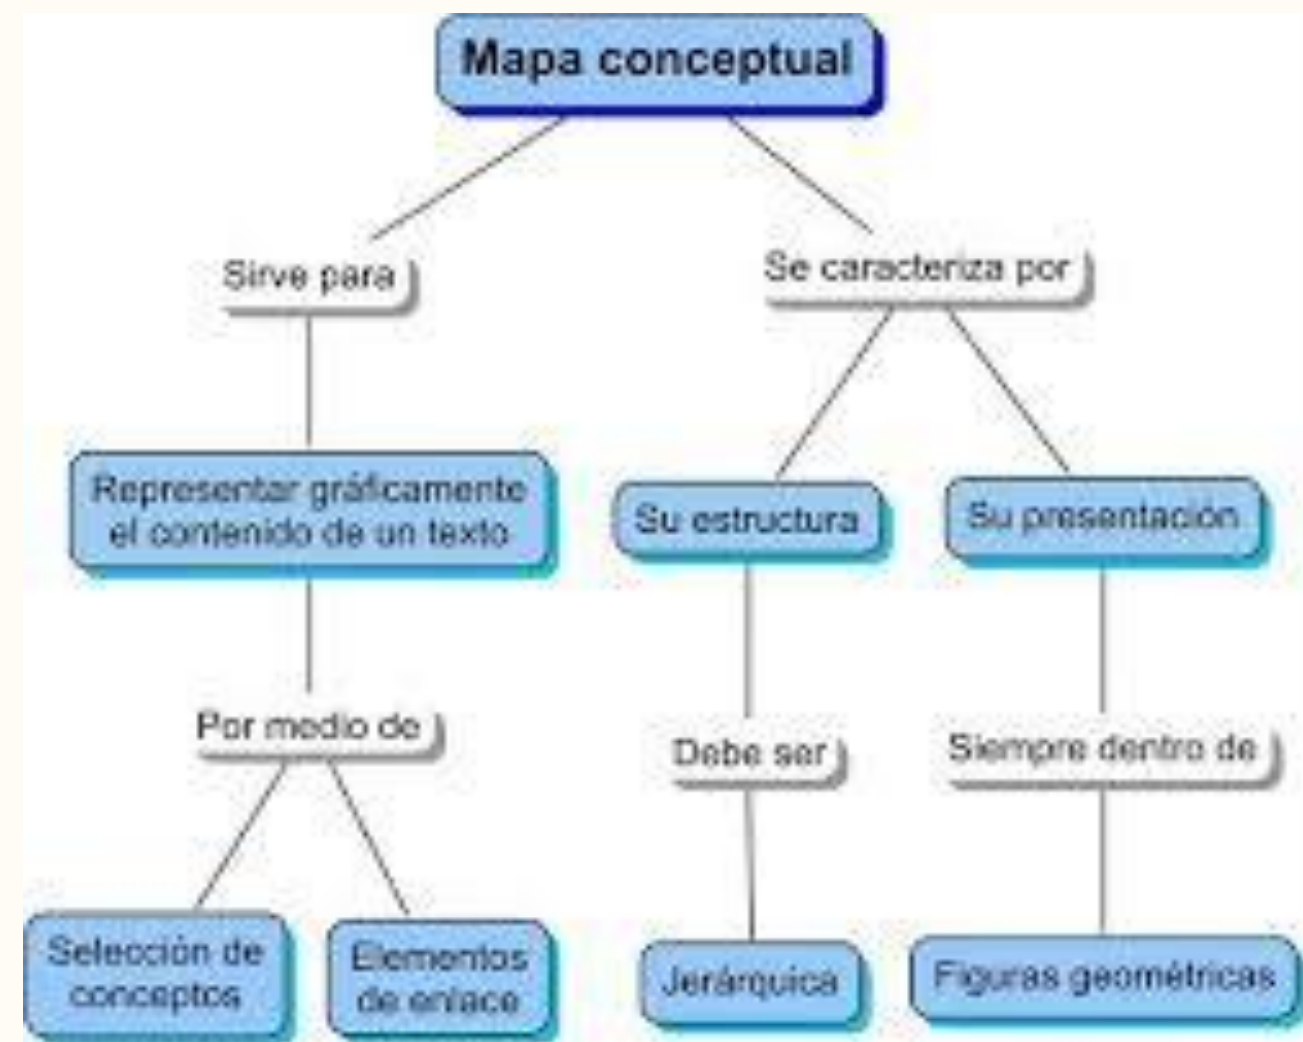 Mapa conceptual
Sirve para
Se caracteriza por
Representar gráficamente
el contenido de un texto
Su estructura
Su presentación
Por medio de
Debe ser
Siempre dentro de
Selección de
conceptos
Elementos
de enlace
Jerárquica
Figuras geométricas